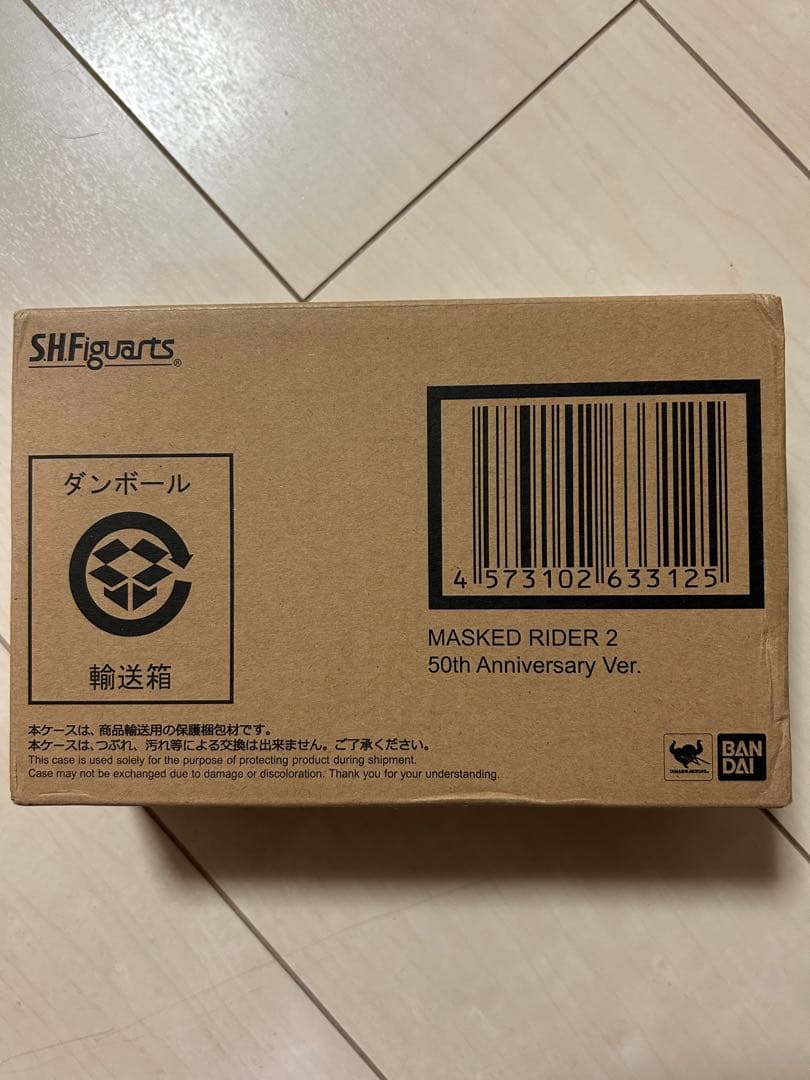 S.H.Figuarts®
ダンボール
輸送箱
4 573102 633125
MASKED RIDER 2
50th Anniversary Ver.
本ケースは、商品輸送用の保護梱包材です。
本ケースは、つぶれ、汚れ等による交換は出来ません。ご了承ください。
This case is used solely for the purpose of protecting product during shipment.
Case may not be exchanged due to damage or discoloration. Thank you for your understanding.
BAN
DAI